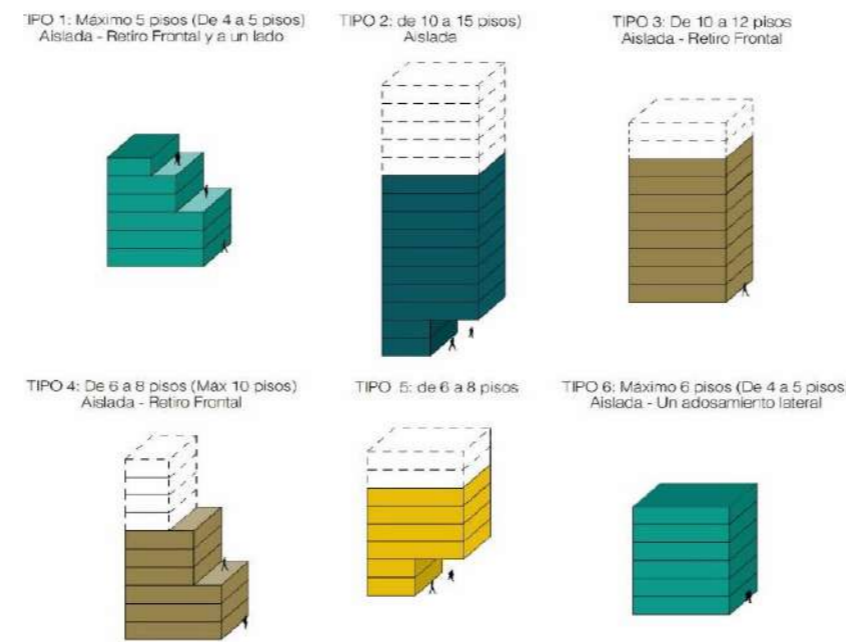 TIPO 1: Máximo 5 pisos (De 4 a 5 pisos)
Aislada - Retiro Frontal y a un lado
TIPO 2: de 10 a 15 pisos)
Aislada
TIPO 3: De 10 a 12 pisos
Aislada - Retiro Frontal
TIPO 4: De 6 a 8 pisos (Máx 10 pisos)
Aislada - Retiro Frontal
TIPO 5: de 6 a 8 pisos
TIPO 6: Máximo 6 pisos (De 4 a 5 pisos
Aislada - Un adosamiento lateral